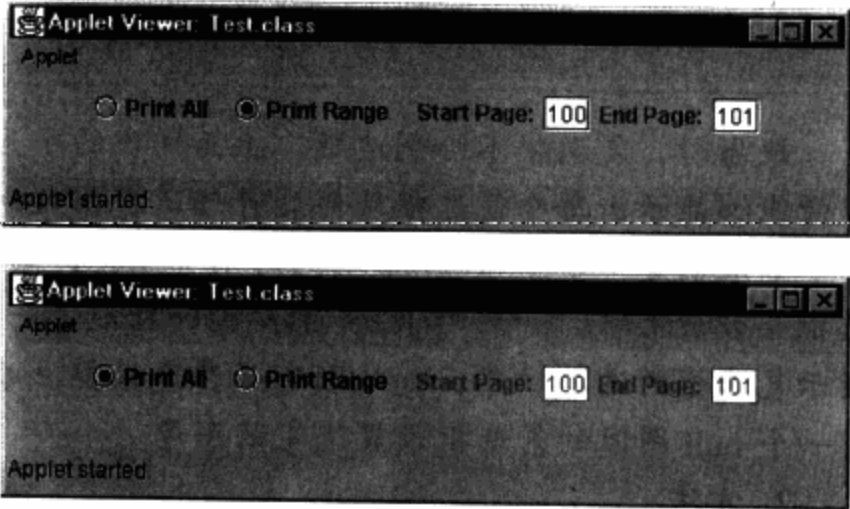 Applet Viewer: Test.class
Applet
Print All Print Range Start Page: 100 End Page: 101
Applet started.
Applet Viewer: Test.class
Applet
Print All Print Range Start Page: 100 End Page: 101
Applet started.